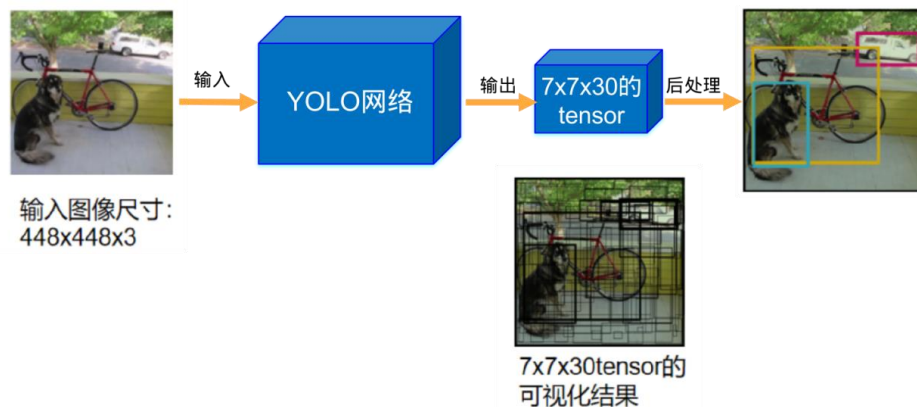 输入
YOLO网络
输出
7x7x30的
tensor
后处理
输入图像尺寸：
448x448x3
7x7x30tensor的
可视化结果